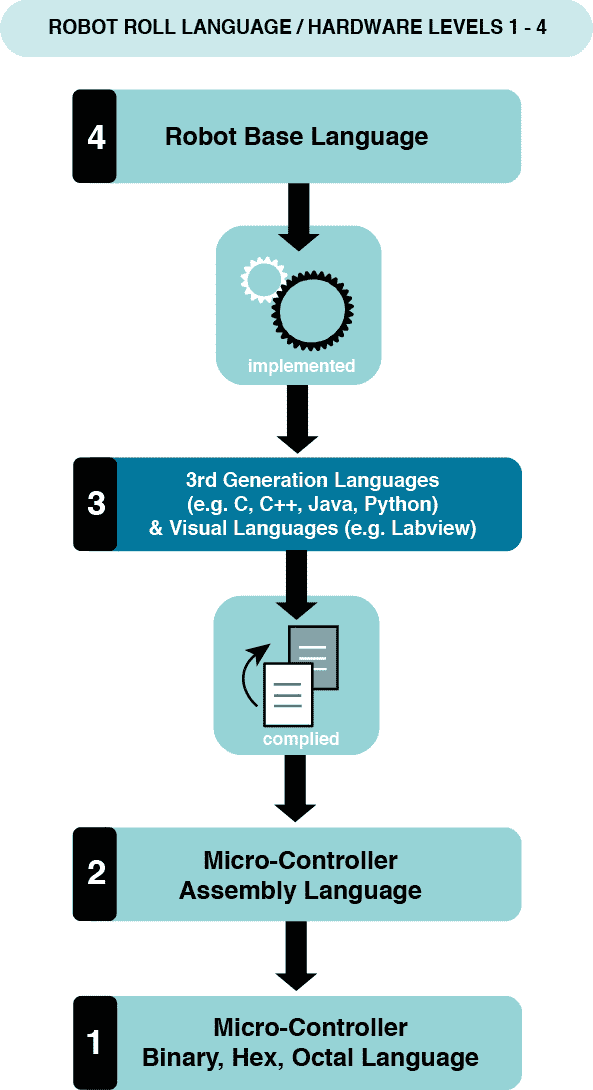 ROBOT ROLL LANGUAGE / HARDWARE LEVELS 1 - 4
4
Robot Base Language
implemented
3
3rd Generation Languages
(e.g. C, C++, Java, Python)
& Visual Languages (e.g. Labview)
complied
2
Micro-Controller
Assembly Language
1
Micro-Controller
Binary, Hex, Octal Language